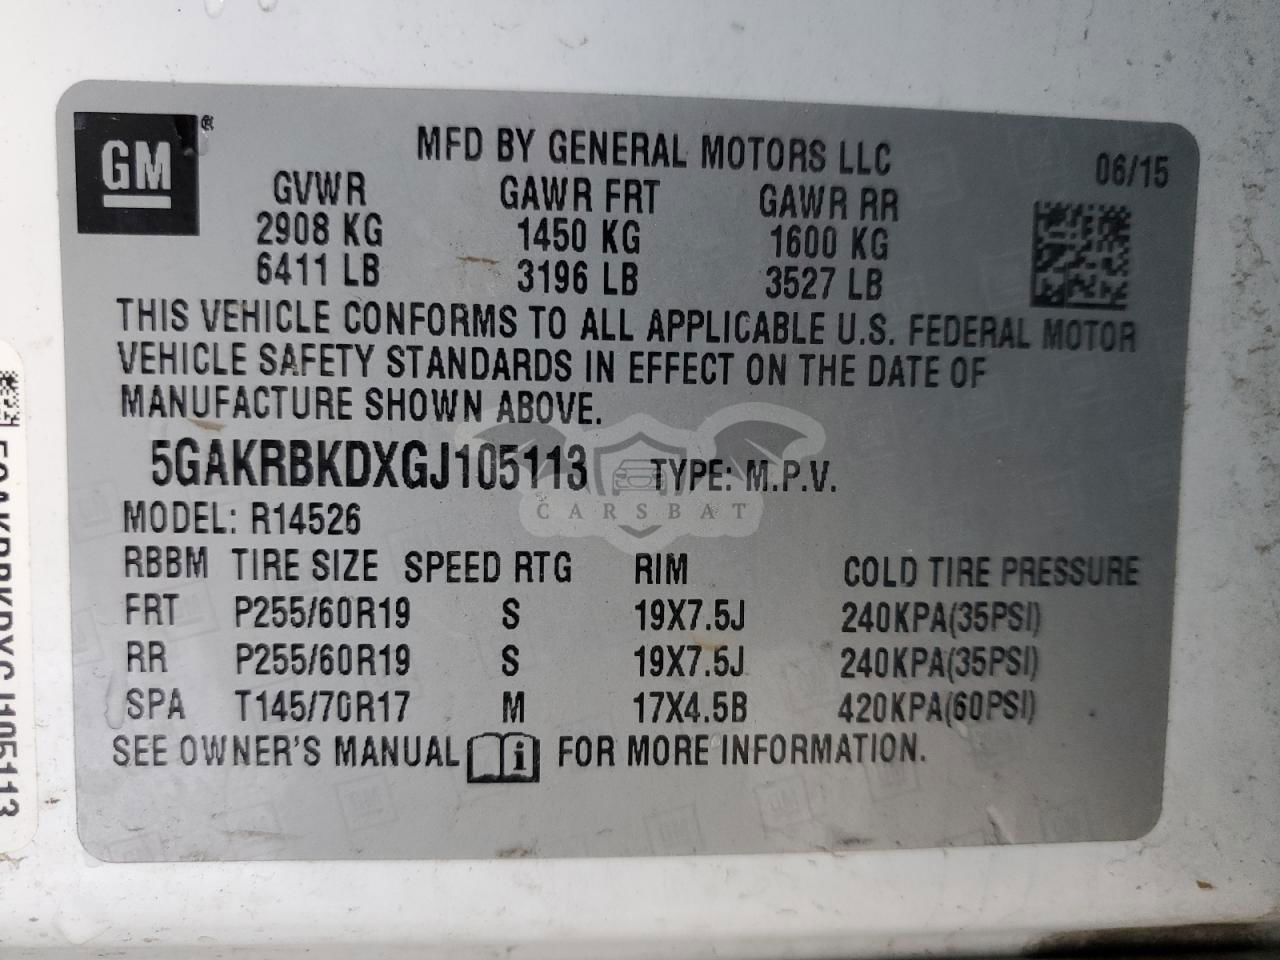 GM ®
MFD BY GENERAL MOTORS LLC
06/15
GVWR GAWR FRT GAWR RR
2908 KG 1450 KG 1600 KG
6411 LB 3196 LB 3527 LB
THIS VEHICLE CONFORMS TO ALL APPLICABLE U.S. FEDERAL MOTOR
VEHICLE SAFETY STANDARDS IN EFFECT ON THE DATE OF
MANUFACTURE SHOWN ABOVE.
5GAKRBKDXGJ105113 TYPE: M.P.V.
CARSBAT
MODEL: R14526
RBBM TIRE SIZE SPEED RTG RIM COLD TIRE PRESSURE
FRT P255/60R19 S 19X7.5J 240KPA(35PSI)
RR P255/60R19 S 19X7.5J 240KPA(35PSI)
SPA T145/70R17 M 17X4.5B 420KPA(60PSI)
SEE OWNER'S MANUAL i FOR MORE INFORMATION.